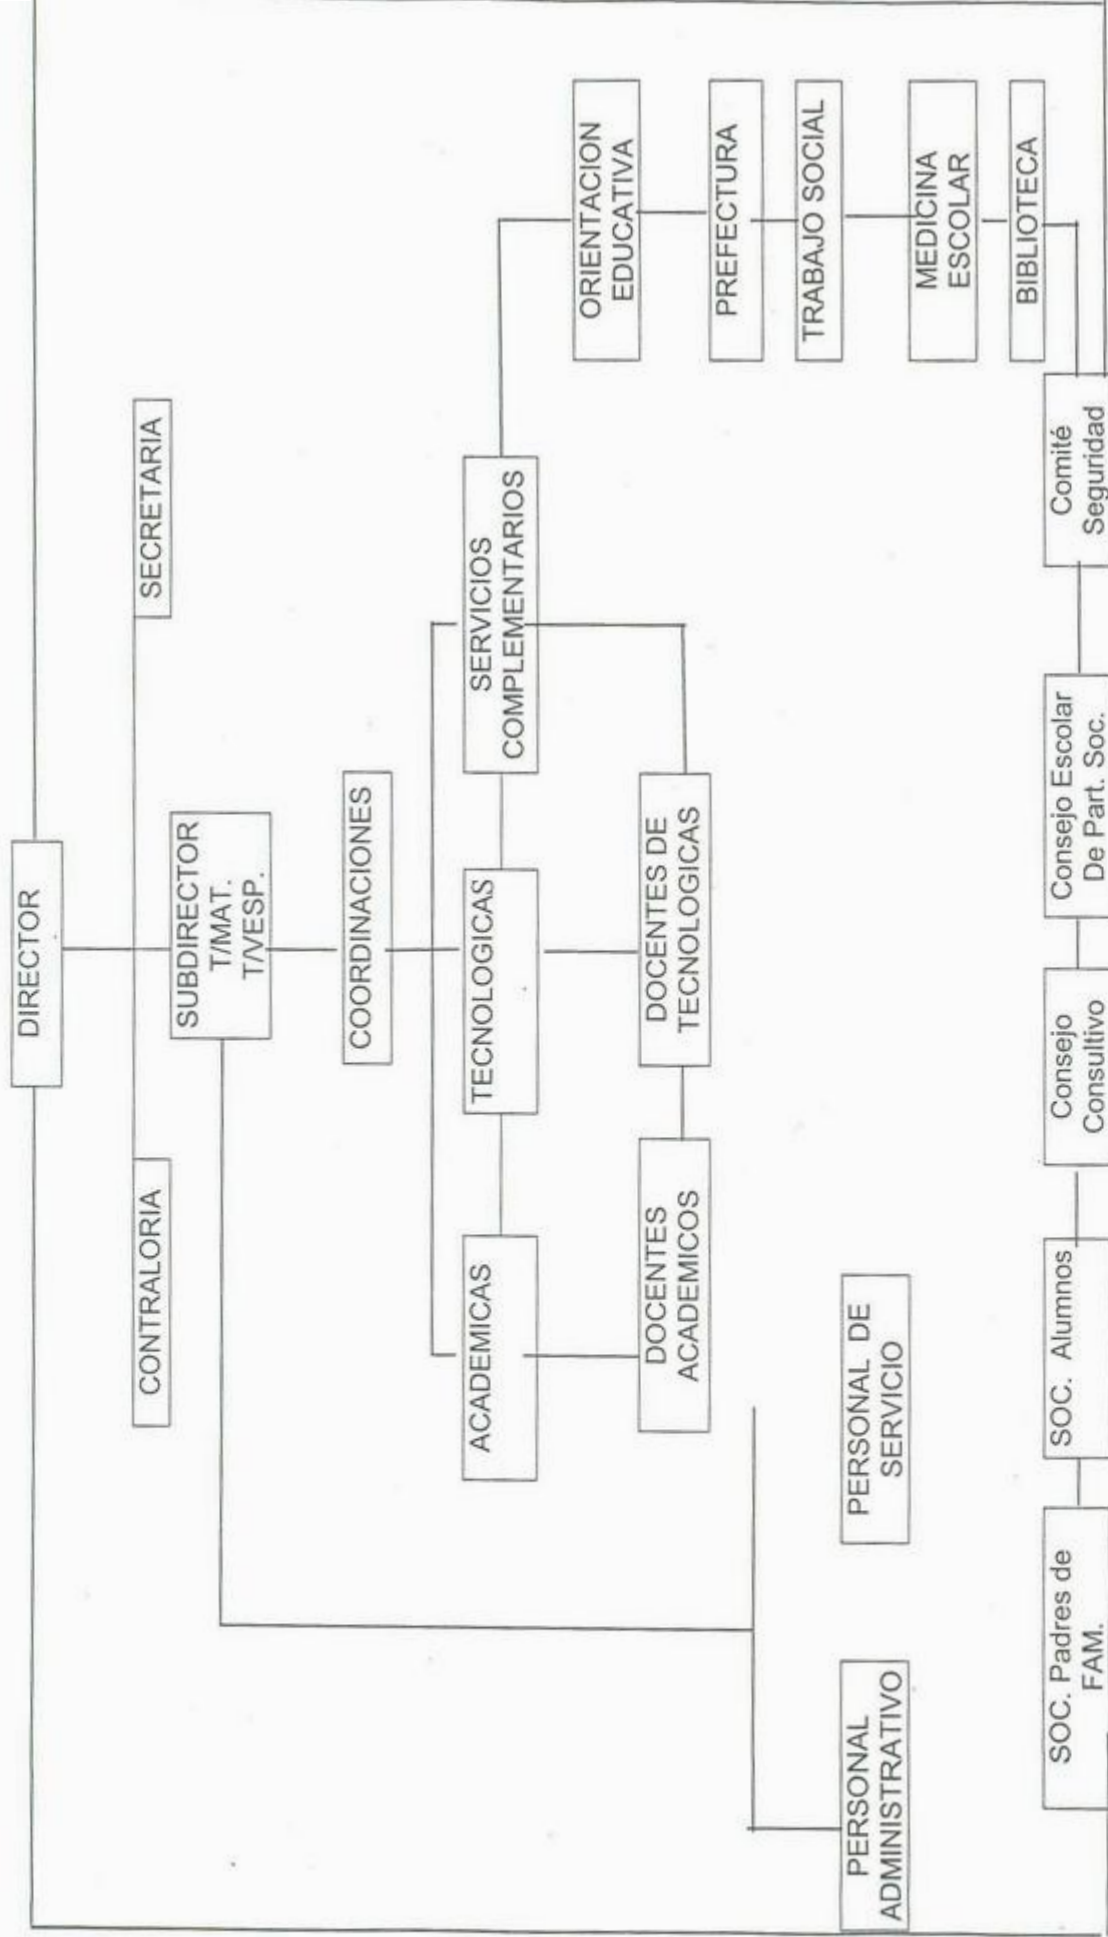 DIRECTOR
CONTRALORIA
SECRETARIA
SUBDIRECTOR
T/MAT.
T/VESP.
COORDINACIONES
ACADEMICAS
TECNOLOGICAS
SERVICIOS
COMPLEMENTARIOS
ORIENTACION
EDUCATIVA
DOCENTES
ACADEMICOS
DOCENTES DE
TECNOLOGICAS
PREFECTURA
TRABAJO SOCIAL
PERSONAL
ADMINISTRATIVO
PERSONAL DE
SERVICIO
MEDICINA
ESCOLAR
BIBLIOTECA
SOC. Padres de
FAM.
SOC. Alumnos
Consejo
Consultivo
Consejo Escolar
De Part. Soc.
Comité
Seguridad